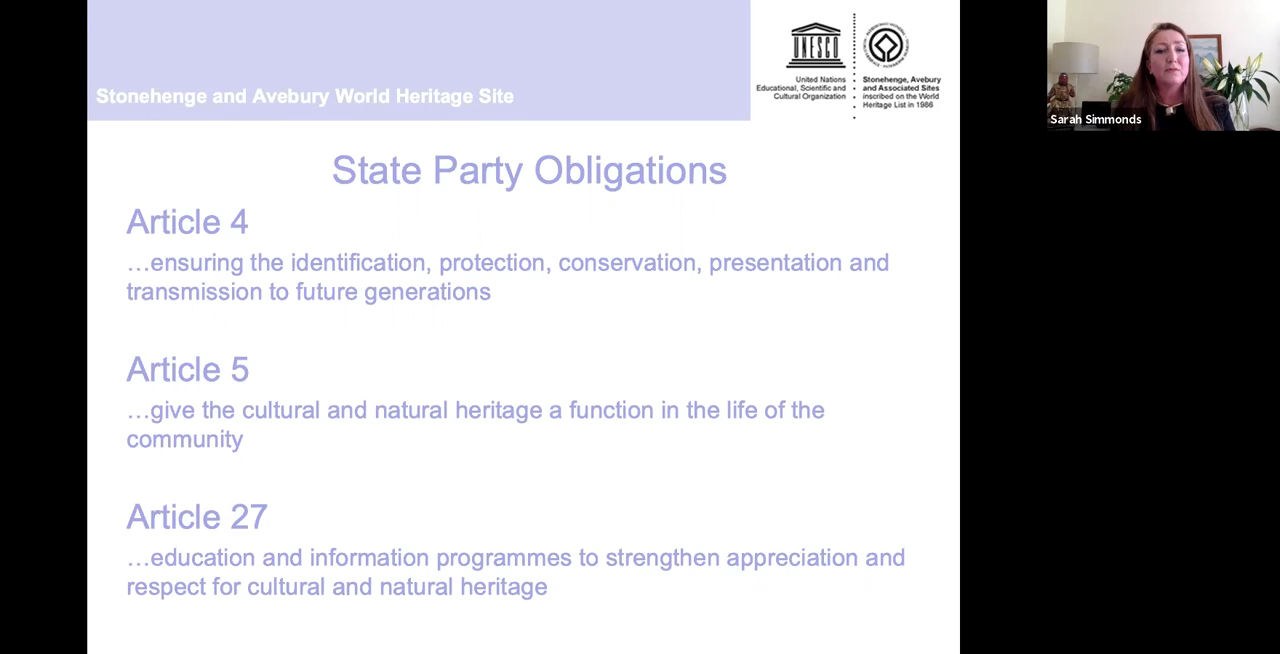 Stonehenge and Avebury World Heritage Site
UNESCO
United Nations
Educational, Scientific and
Cultural Organization
Stonehenge, Avebury
and Associated Sites
inscribed on the World
Heritage List in 1986
Sarah Simmonds
State Party Obligations
Article 4
…ensuring the identification, protection, conservation, presentation and
transmission to future generations
Article 5
…give the cultural and natural heritage a function in the life of the
community
Article 27
…education and information programmes to strengthen appreciation and
respect for cultural and natural heritage